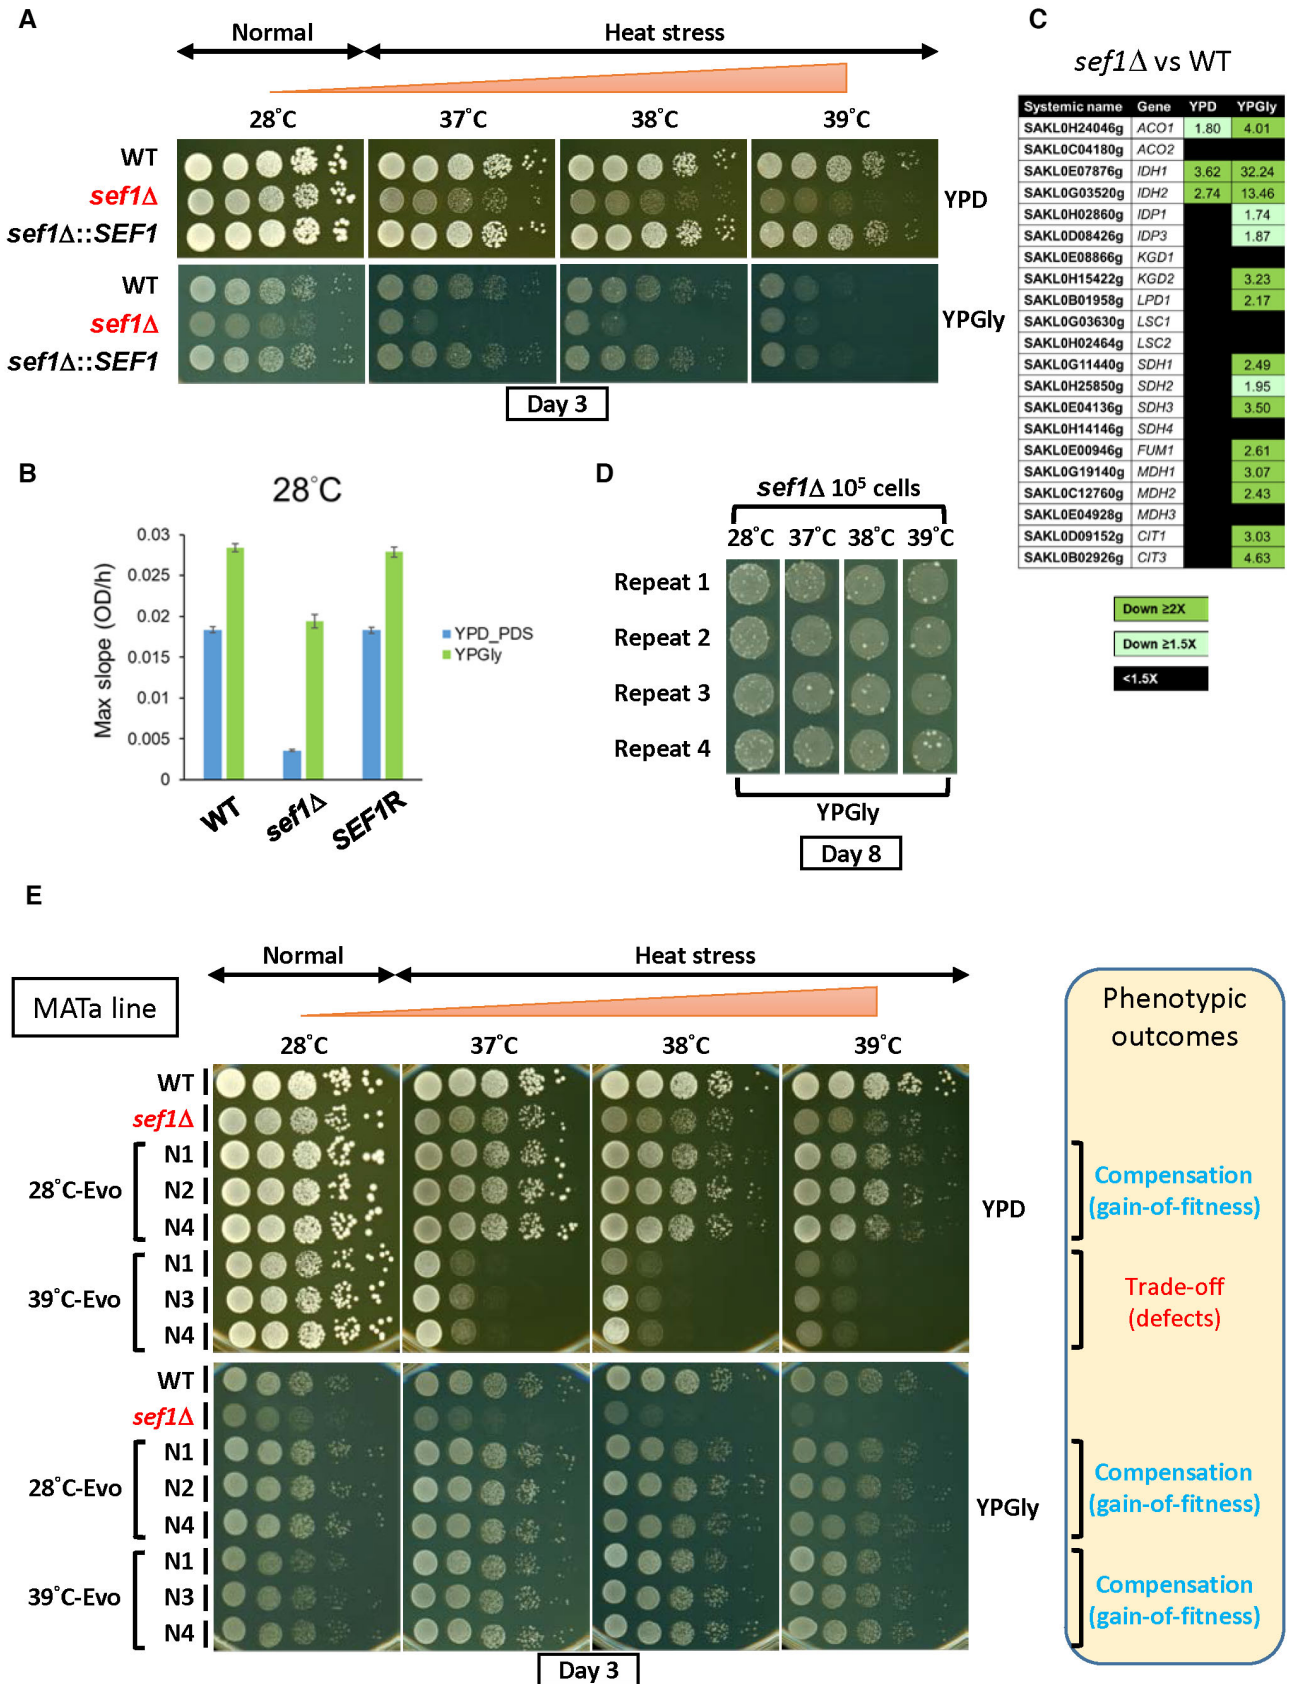 A
Normal
Heat stress
28°C
37°C
38°C
39°C
WT
sef1Δ
sef1Δ::SEF1
YPD
WT
sef1Δ
sef1Δ::SEF1
YPGly
Day 3
B
28°C
Max slope (OD/h)
0.03
0.025
0.02
0.015
0.01
0.005
0
WT
sef1Δ
SEF1R
YPD_PDS
YPGly
C
sef1Δ vs WT
Systemic name Gene YPD YPGly
SAKL0H24046g ACO1 1.80 4.01
SAKL0C04180g ACO2
SAKL0E07876g IDH1 3.62 32.24
SAKL0G03520g IDH2 2.74 13.46
SAKL0H02860g IDP1 1.74
SAKL0D08426g IDP3 1.87
SAKL0E08866g KGD1
SAKL0H15422g KGD2 3.23
SAKL0B01958g LPD1 2.17
SAKL0G03630g LSC1
SAKL0H02464g LSC2
SAKL0G11440g SDH1 2.49
SAKL0H25850g SDH2 1.95
SAKL0E04136g SDH3 3.50
SAKL0H14146g SDH4
SAKL0E00946g FUM1 2.61
SAKL0G19140g MDH1 3.07
SAKL0C12760g MDH2 2.43
SAKL0E04928g MDH3
SAKL0D09152g CIT1 3.03
SAKL0B02926g CIT3 4.63
Down ≥2X
Down ≥1.5X
<1.5X
D
sef1Δ 10⁵ cells
28°C 37°C 38°C 39°C
Repeat 1
Repeat 2
Repeat 3
Repeat 4
YPGly
Day 8
E
MATa line
Normal
Heat stress
28°C
37°C
38°C
39°C
WT
sef1Δ
28°C-Evo
N1
N2
N4
39°C-Evo
N1
N3
N4
YPD
WT
sef1Δ
28°C-Evo
N1
N2
N4
39°C-Evo
N1
N3
N4
YPGly
Day 3
Phenotypic
outcomes
Compensation
(gain-of-fitness)
Trade-off
(defects)
Compensation
(gain-of-fitness)
Compensation
(gain-of-fitness)